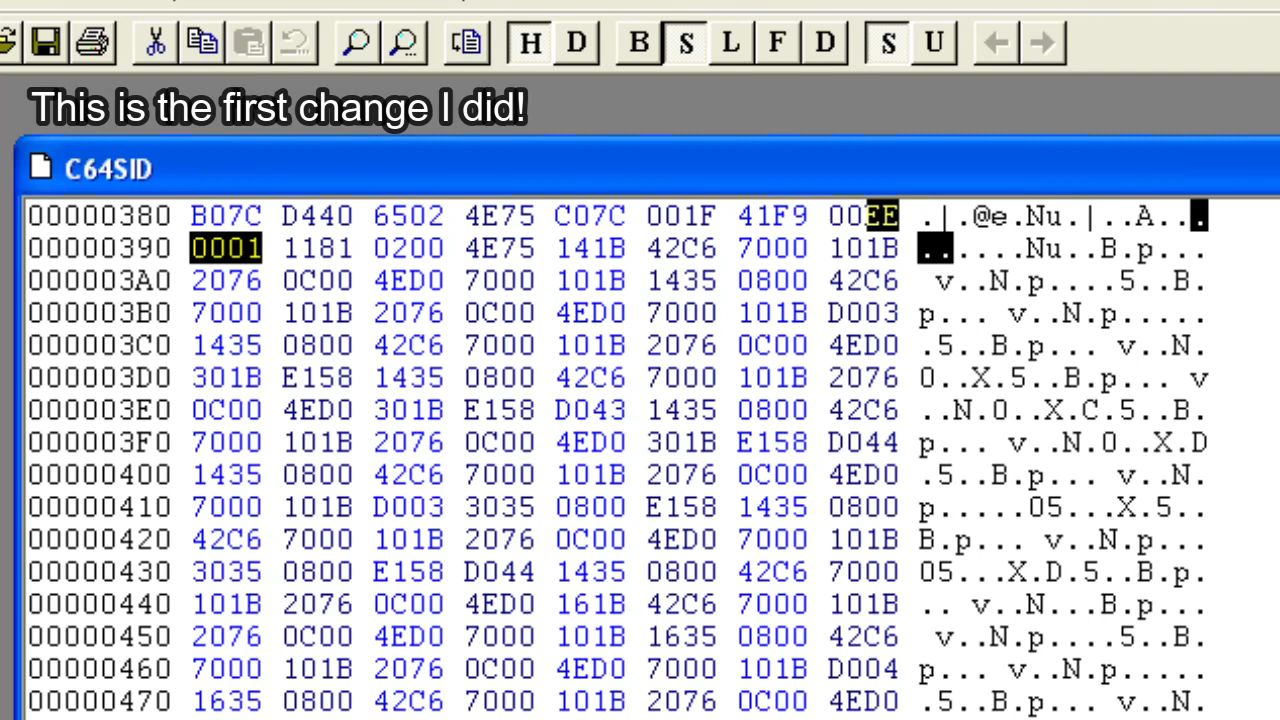 H D B S L F D S U
This is the first change I did!
C64SID
00000380 B07C D440 6502 4E75 C07C 001F 41F9 00EE .|.@e.Nu.|..A...
00000390 0001 1181 0200 4E75 141B 42C6 7000 101B ......Nu..B.p...
000003A0 2076 0C00 4ED0 7000 101B 1435 0800 42C6 v..N.p....5..B.
000003B0 7000 101B 2076 0C00 4ED0 7000 101B D003 p... v..N.p.....
000003C0 1435 0800 42C6 7000 101B 2076 0C00 4ED0 .5..B.p... v..N.
000003D0 301B E158 1435 0800 42C6 7000 101B 2076 0..X.5..B.p... v
000003E0 0C00 4ED0 301B E158 D043 1435 0800 42C6 ..N.0..X.C.5..B.
000003F0 7000 101B 2076 0C00 4ED0 301B E158 D044 p... v..N.0..X.D
00000400 1435 0800 42C6 7000 101B 2076 0C00 4ED0 .5..B.p... v..N.
00000410 7000 101B D003 3035 0800 E158 1435 0800 p.....05...X.5..
00000420 42C6 7000 101B 2076 0C00 4ED0 7000 101B B.p... v..N.p...
00000430 3035 0800 E158 D044 1435 0800 42C6 7000 05...X.D.5..B.p.
00000440 101B 2076 0C00 4ED0 161B 42C6 7000 101B .. v..N...B.p...
00000450 2076 0C00 4ED0 7000 101B 1635 0800 42C6 v..N.p....5..B.
00000460 7000 101B 2076 0C00 4ED0 7000 101B D004 p... v..N.p.....
00000470 1635 0800 42C6 7000 101B 2076 0C00 4ED0 .5..B.p... v..N.